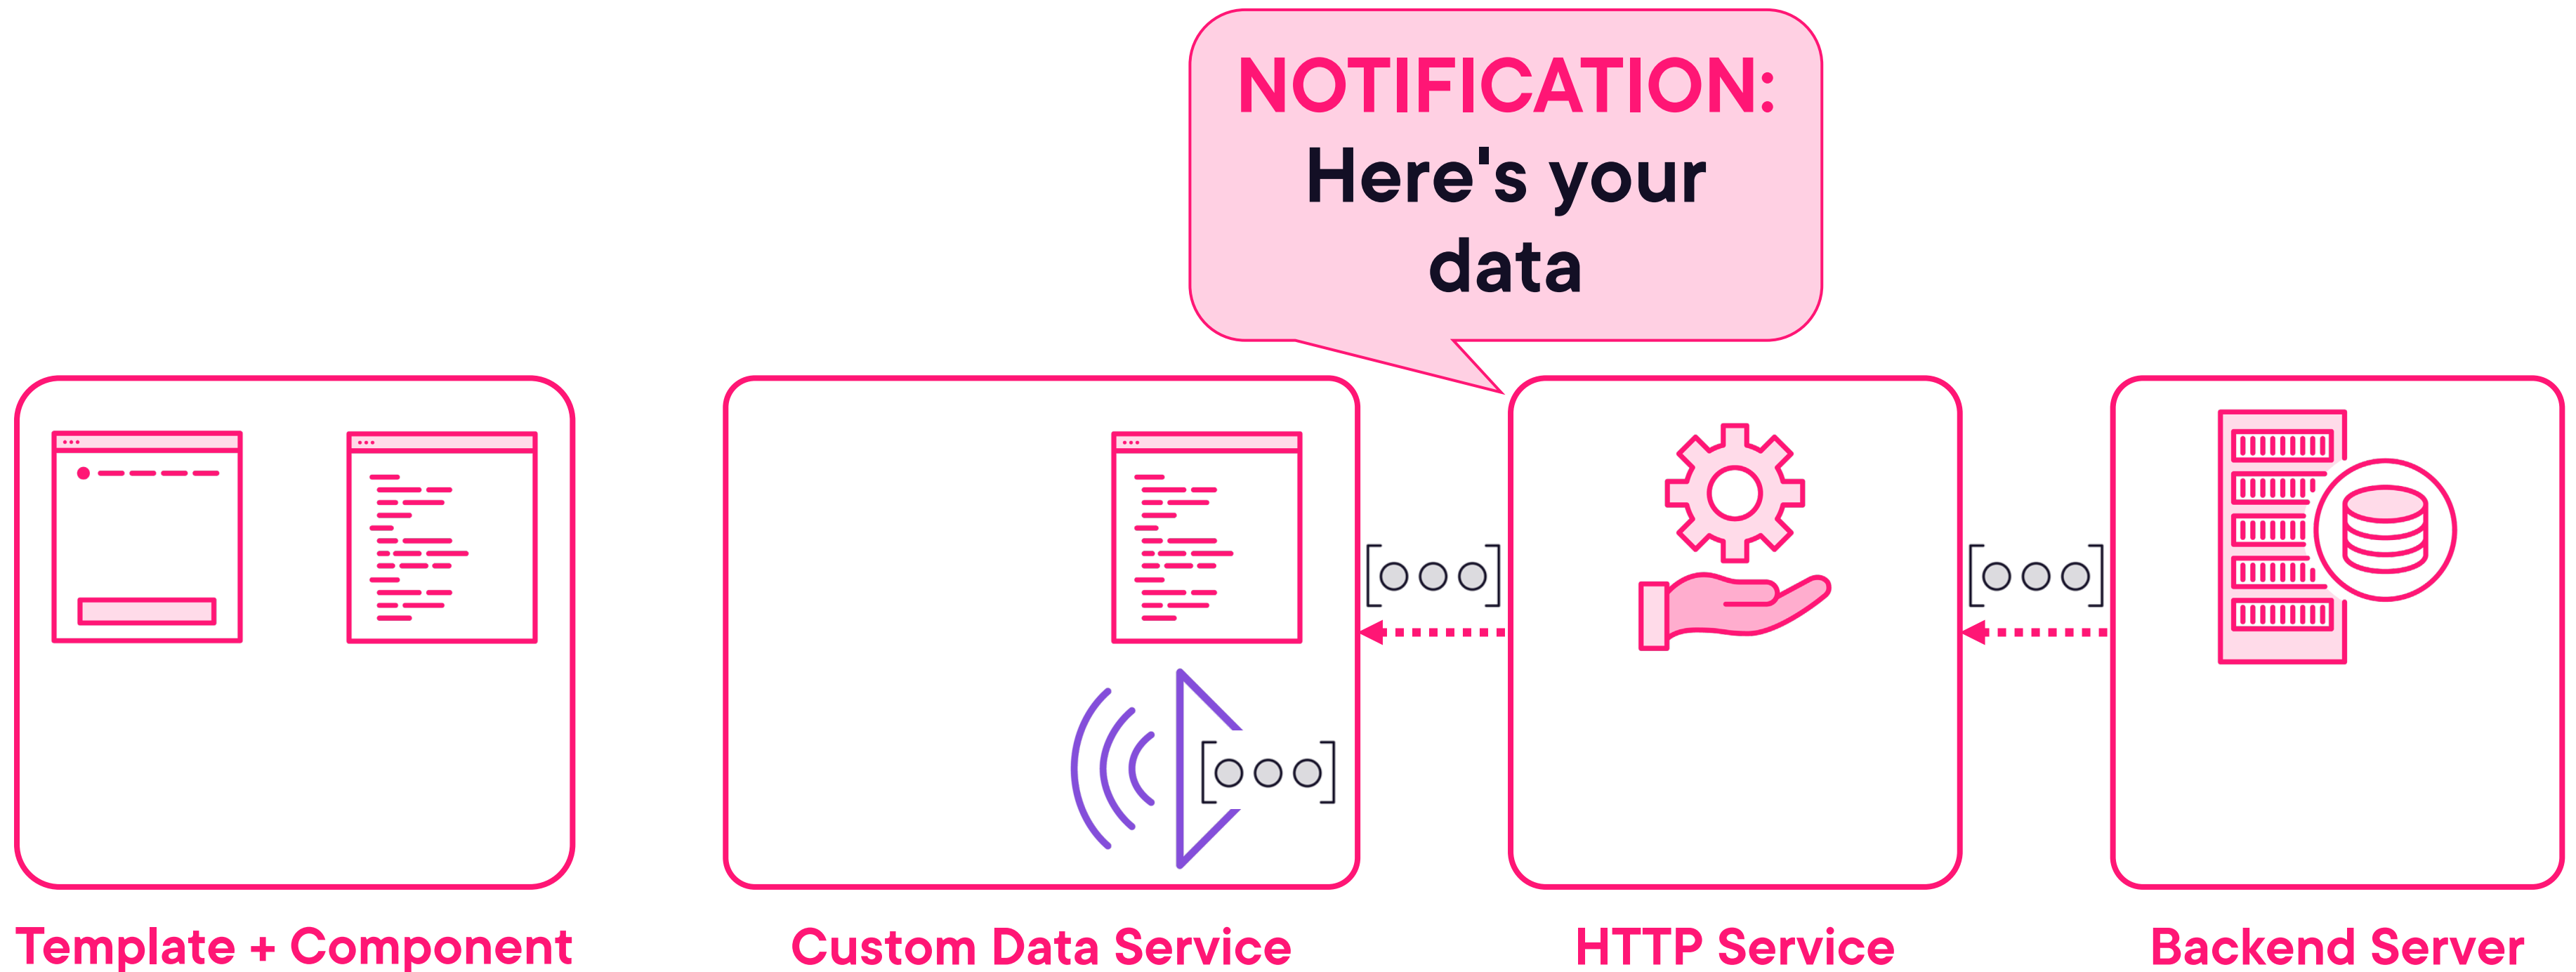 NOTIFICATION:
Here's your
data
Template + Component
Custom Data Service
HTTP Service
Backend Server